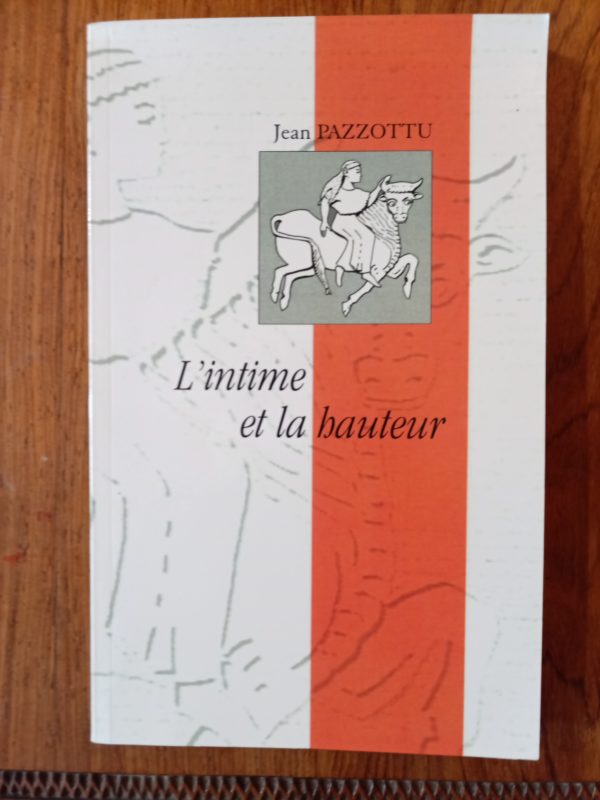 Jean PAZZOTTU
L'intime
et la hauteur